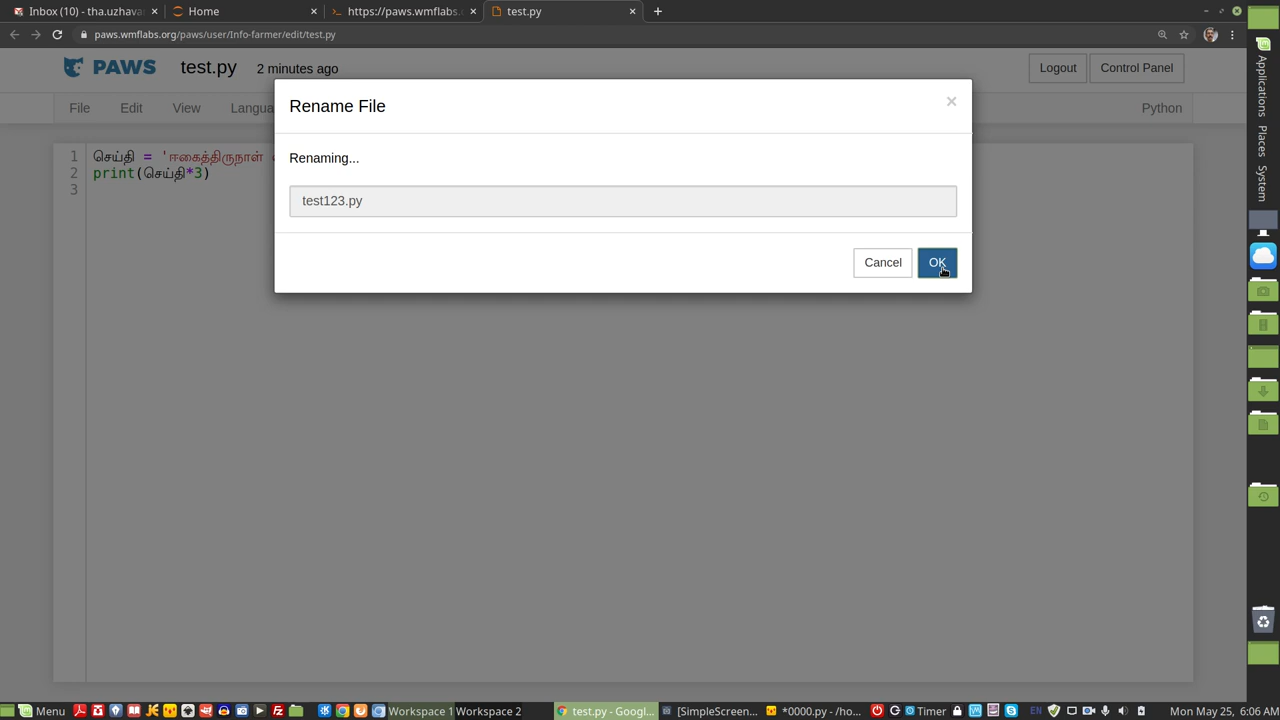 Inbox (10) - tha.uzhava
Home
https://paws.wmflabs.
test.py
paws.wmflabs.org/paws/user/Info-farmer/edit/test.py
PAWS
test.py
2 minutes ago
Logout
Control Panel
File
Edit
View
Langua
Python
Rename File
×
Renaming...
test123.py
Cancel
OK
1 செய்தி = 'ஈகைத்திருநாள்
2 print(செய்தி*3)
3
Applications
Places
System
Menu
Workspace 1
Workspace 2
test.py - Googl...
[SimpleScreen...
*0000.py - /ho...
Timer
EN
Mon May 25, 6:06 AM